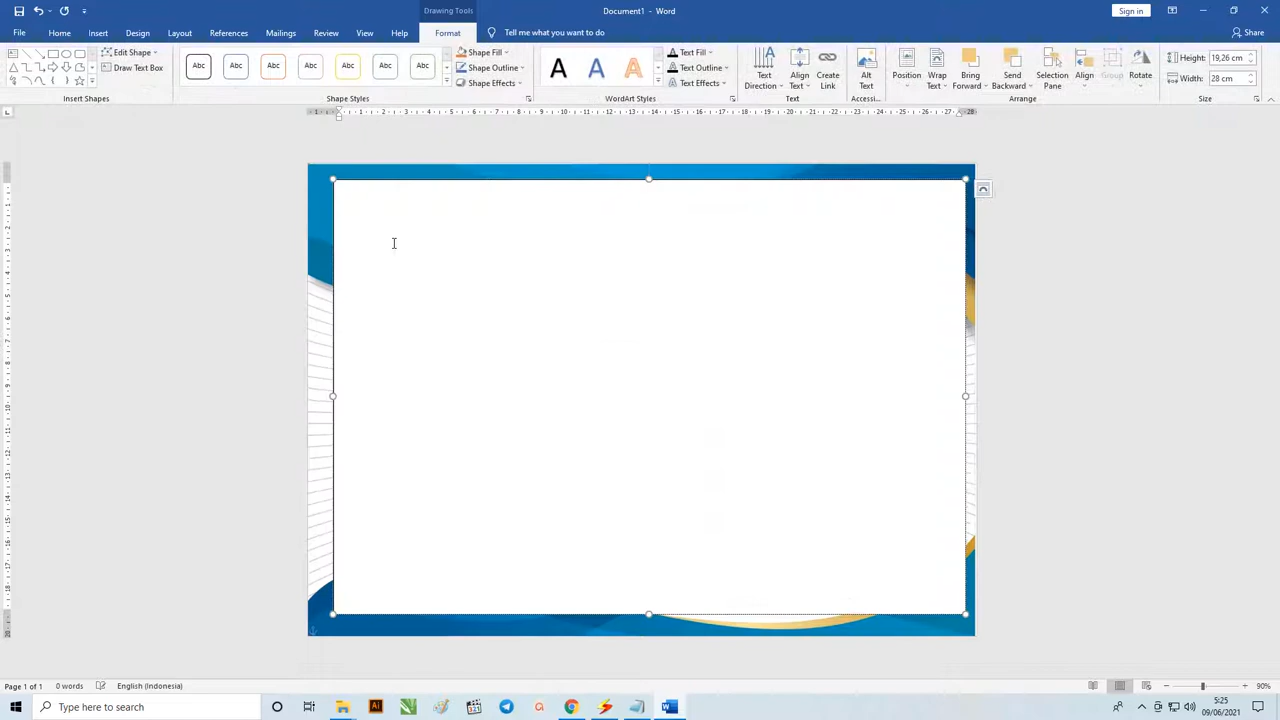 Drawing Tools
Document1 - Word
Sign in
File
Home
Insert
Design
Layout
References
Mailings
Review
View
Help
Format
Tell me what you want to do
Share
Edit Shape
Draw Text Box
Insert Shapes
Abc Abc Abc Abc Abc Abc Abc
Shape Fill
Shape Outline
Shape Effects
Shape Styles
A A A
Text Fill
Text Outline
Text Effects
WordArt Styles
Text Direction
Align Text
Create Link
Text
Alt Text
Accessi...
Position
Wrap Text
Bring Forward
Send Backward
Selection Pane
Align
Group
Rotate
Arrange
Height: 19,26 cm
Width: 28 cm
Size
Page 1 of 1
0 words
English (Indonesia)
90%
Type here to search
5:25
09/06/2021